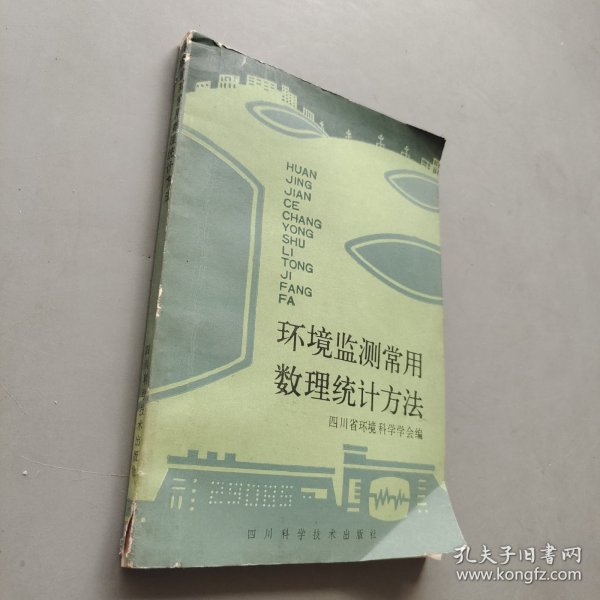 HUAN
JING
JIAN
CE
CHANG
YONG
SHU
LI
TONG
JI
FANG
FA
环境监测常用
数理统计方法
四川省环境科学学会编
29085
四川科学技术出版社
孔夫子旧书网
www.kongfz.com